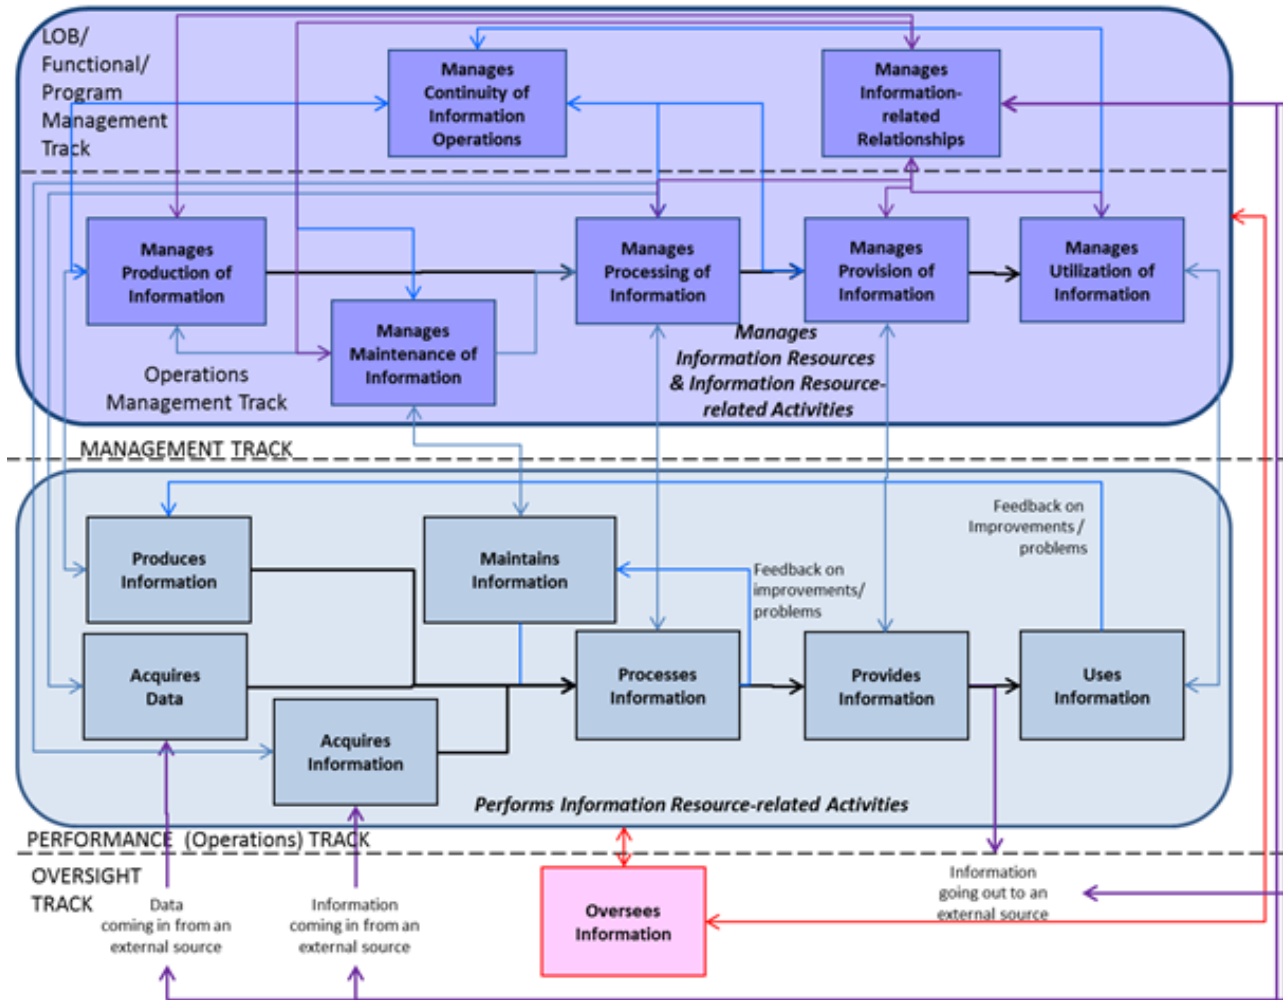 LOB/
Functional/
Program
Management
Track
Manages
Continuity of
Information
Operations
Manages
Information-
related
Relationships
Manages
Production of
Information
Manages
Processing of
Information
Manages
Provision of
Information
Manages
Utilization of
Information
Manages
Maintenance of
Information
Manages
Information Resources
& Information Resource-
related Activities
Operations
Management Track
MANAGEMENT TRACK
Produces
Information
Maintains
Information
Feedback on
improvements/
problems
Feedback on
Improvements /
problems
Acquires
Data
Acquires
Information
Processes
Information
Provides
Information
Uses
Information
Performs Information Resource-related Activities
PERFORMANCE (Operations) TRACK
OVERSIGHT
TRACK
Data
coming in from an
external source
Information
coming in from an
external source
Oversees
Information
Information
going out to an
external source